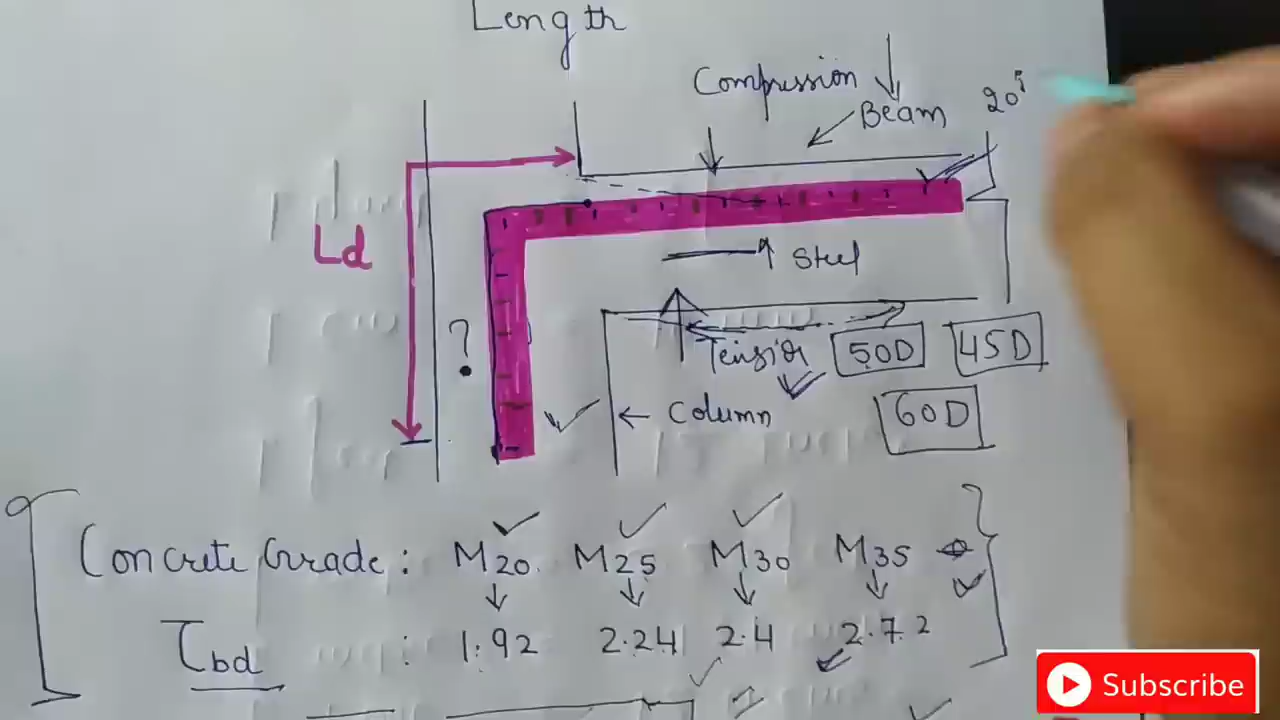 Length
Compression
Beam
20
Ld
Steel
?
Tension 50D 45D
← Column 60D
Concrete Grade : M20 M25 M30 M35
τbd : 1.92 2.24 2.4 2.72
Subscribe